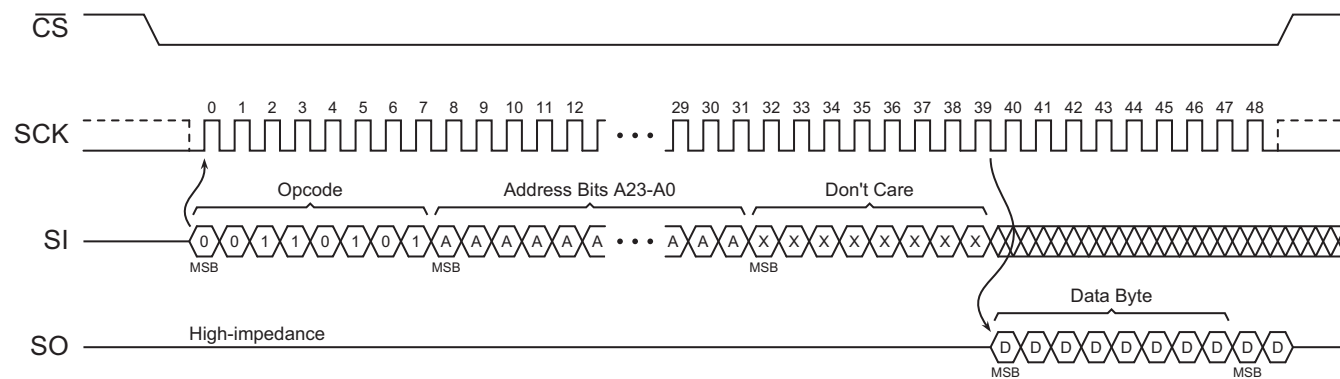 CS
SCK
0 1 2 3 4 5 6 7 8 9 10 11 12 • • • 29 30 31 32 33 34 35 36 37 38 39 40 41 42 43 44 45 46 47 48
Opcode Address Bits A23-A0 Don't Care
SI
0 0 1 1 0 1 0 1 A A A A A A • • • A A A X X X X X X X X
MSB MSB MSB
Data Byte
SO
High-impedance
D D D D D D D D D D
MSB MSB